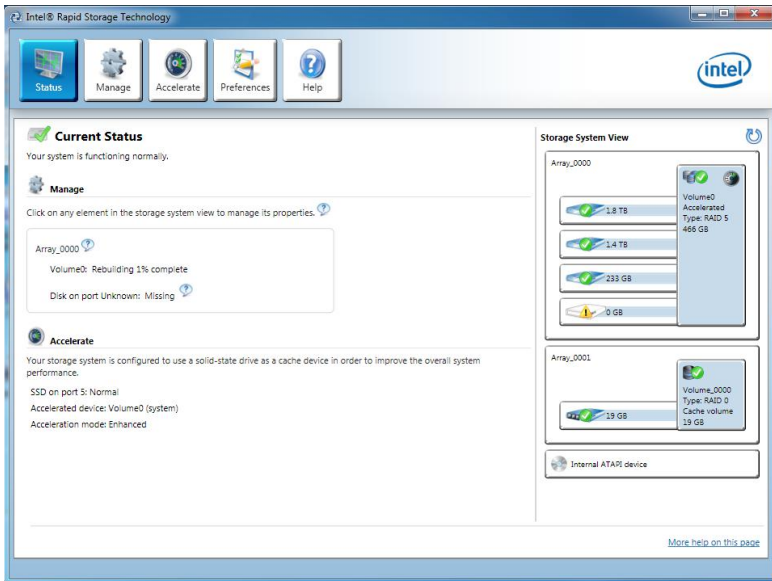 Intel® Rapid Storage Technology
Status
Manage
Accelerate
Preferences
Help
intel
Current Status
Your system is functioning normally.
Manage
Click on any element in the storage system view to manage its properties.
Array_0000
Volume0: Rebuilding 1% complete
Disk on port Unknown: Missing
Accelerate
Your storage system is configured to use a solid-state drive as a cache device in order to improve the overall system
performance.
SSD on port 5: Normal
Accelerated device: Volume0 (system)
Acceleration mode: Enhanced
Storage System View
Array_0000
1.8 TB
1.4 TB
233 GB
0 GB
Volume0
Accelerated
Type: RAID 5
466 GB
Array_0001
19 GB
Volume_0000
Type: RAID 0
Cache volume
19 GB
Internal ATAPI device
More help on this page